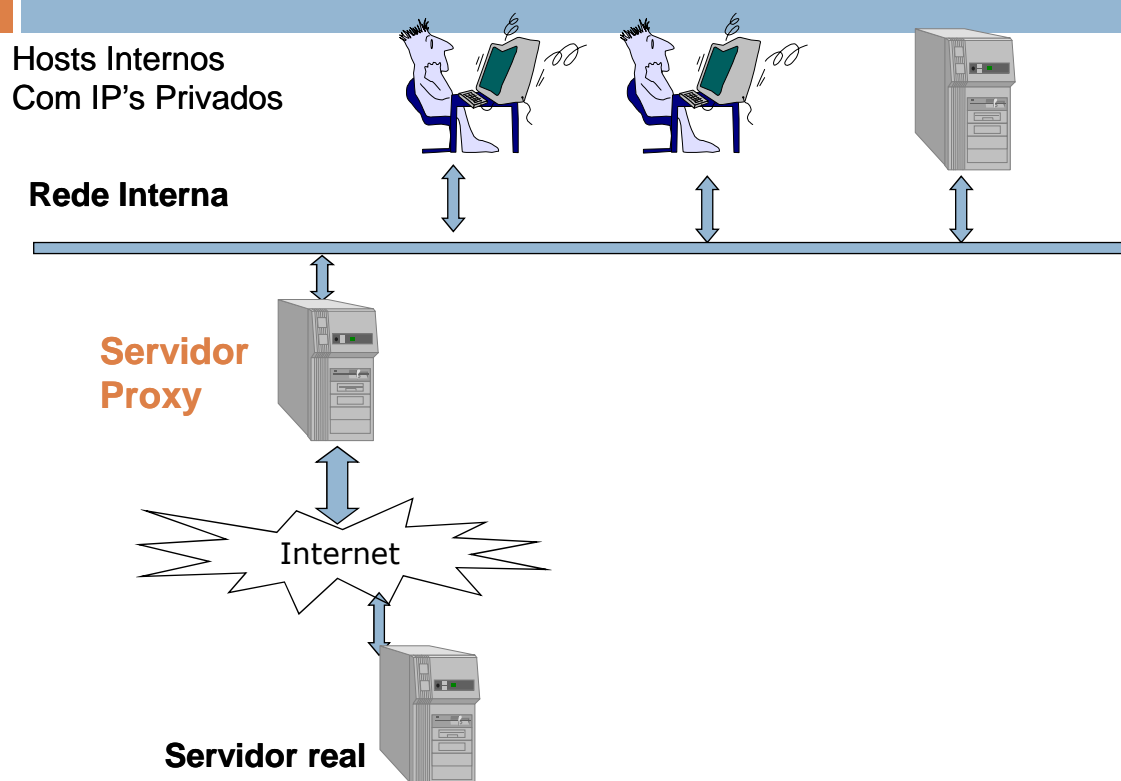 Hosts Internos
Com IP's Privados
Rede Interna
Servidor
Proxy
Internet
Servidor real